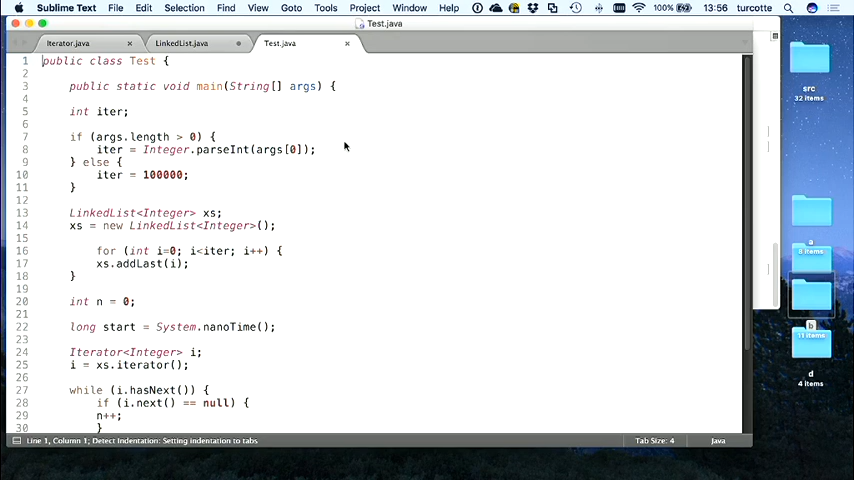 Sublime Text File Edit Selection Find View Goto Tools Project Window Help 100% 13:56 turcotte
Test.java
Iterator.java × LinkedList.java Test.java ×
1 public class Test {
2
3 public static void main(String[] args) {
4
5 int iter;
6
7 if (args.length > 0) {
8 iter = Integer.parseInt(args[0]);
9 } else {
10 iter = 100000;
11 }
12
13 LinkedList<Integer> xs;
14 xs = new LinkedList<Integer>();
15
16 for (int i=0; i<iter; i++) {
17 xs.addLast(i);
18 }
19
20 int n = 0;
21
22 long start = System.nanoTime();
23
24 Iterator<Integer> i;
25 i = xs.iterator();
26
27 while (i.hasNext()) {
28 if (i.next() == null) {
29 n++;
30 }
Line 1, Column 1; Detect Indentation: Setting indentation to tabs Tab Size: 4 Java
src
32 items
a
8 items
b
11 items
d
4 items